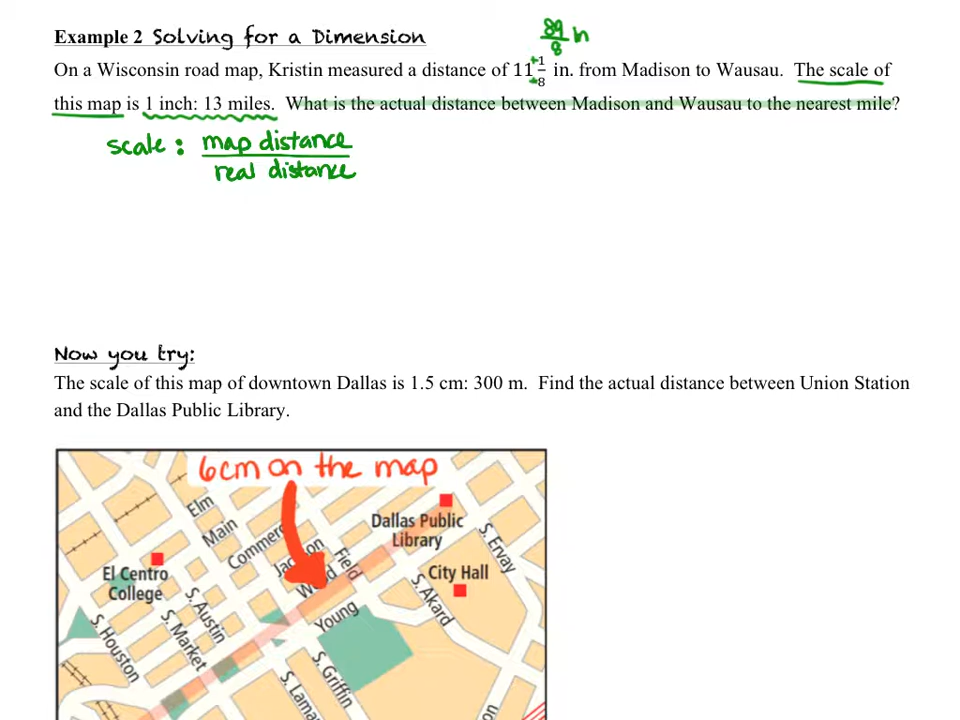 Example 2 Solving for a Dimension
89/8 in
On a Wisconsin road map, Kristin measured a distance of 11 1/8 in. from Madison to Wausau. The scale of
this map is 1 inch: 13 miles. What is the actual distance between Madison and Wausau to the nearest mile?
scale: map distance
real distance
Now you try:
The scale of this map of downtown Dallas is 1.5 cm: 300 m. Find the actual distance between Union Station
and the Dallas Public Library.
6cm on the map
Elm
Main
Commerce
Jackson
Wood
Field
Young
Dallas Public
Library
S. Ervay
City Hall
S. Akard
El Centro
College
S. Austin
S. Market
S. Houston
S. Griffin
S. Lamar